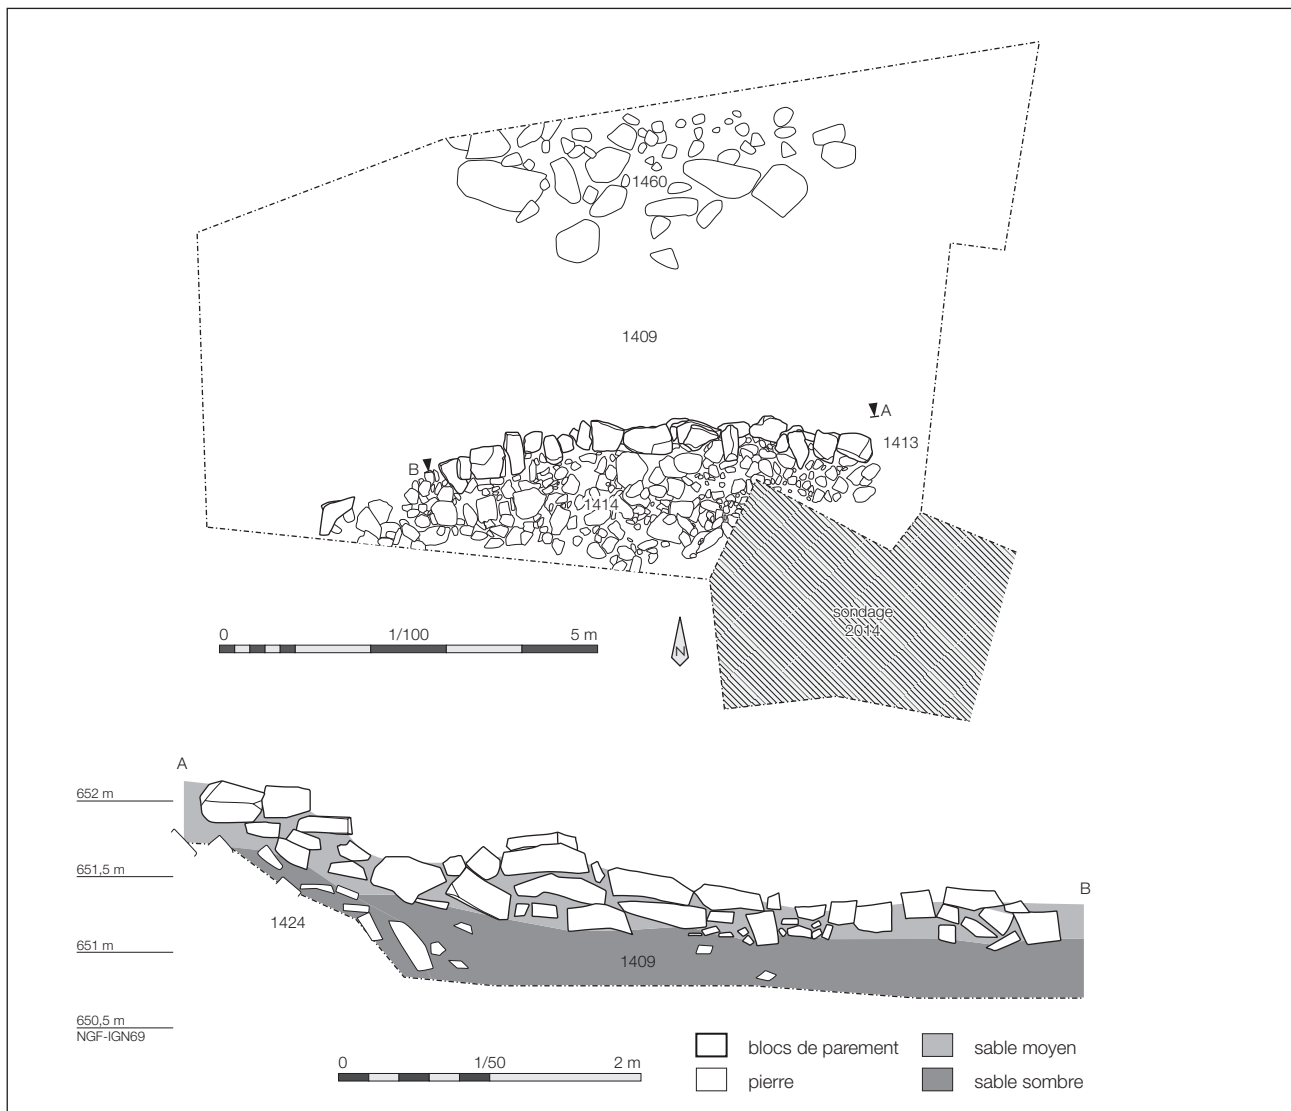 1460
1409
A
1413
B
1414
sondage
2014
0 1/100 5 m
N
A
652 m
651,5 m
B
1424
651 m
1409
650,5 m
NGF-IGN69
0 1/50 2 m
blocs de parement
sable moyen
pierre
sable sombre